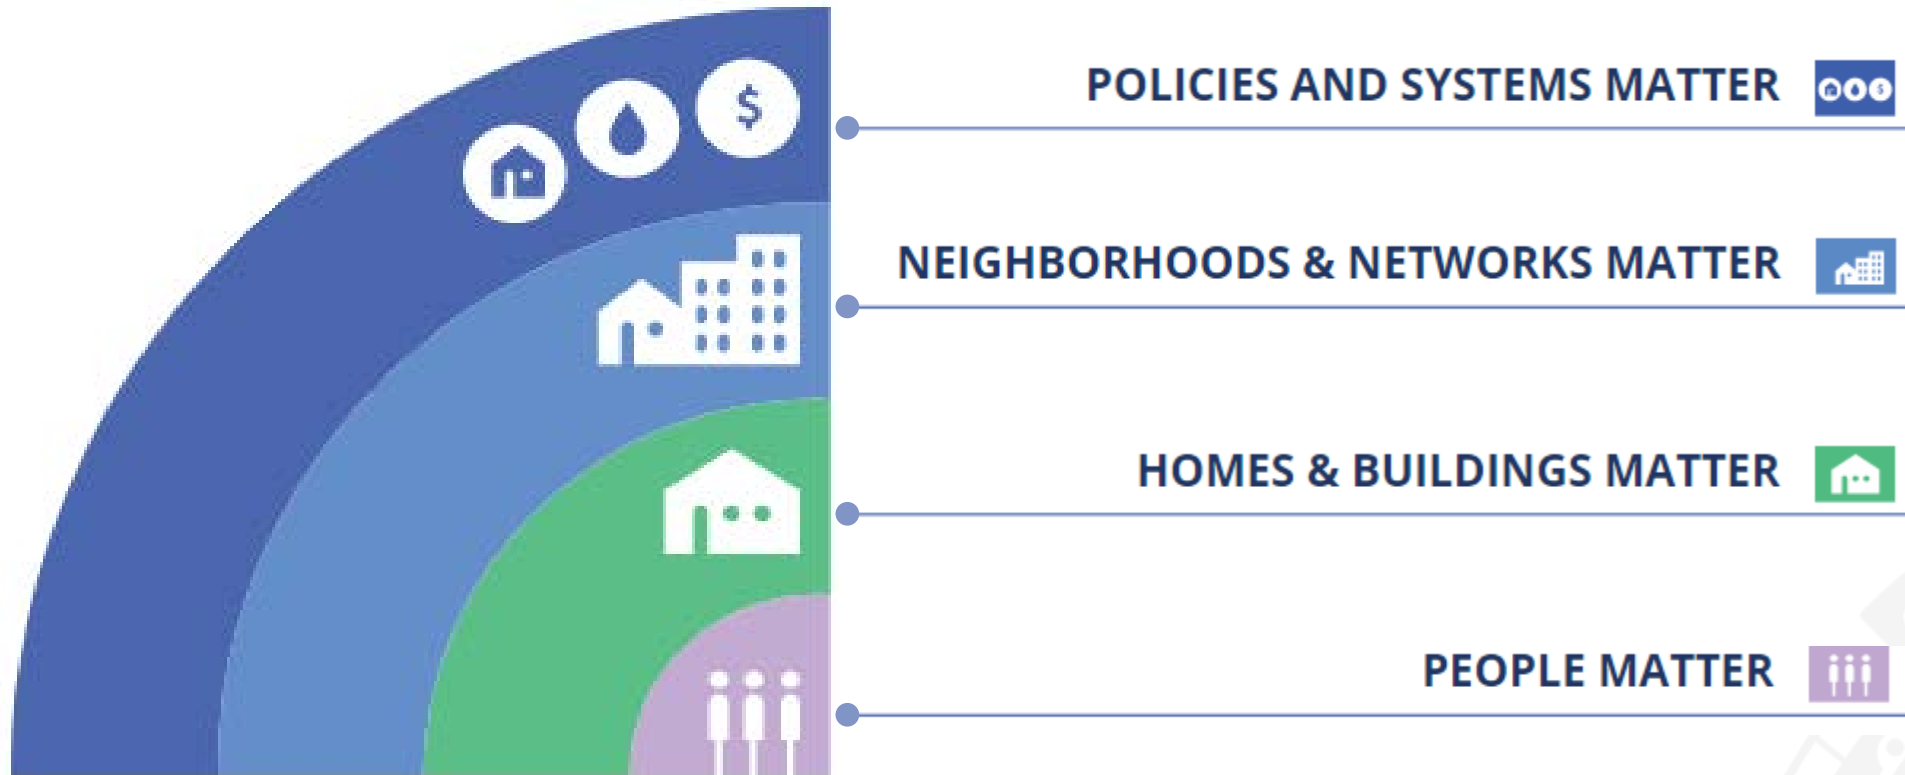 $
POLICIES AND SYSTEMS MATTER
$
NEIGHBORHOODS & NETWORKS MATTER
HOMES & BUILDINGS MATTER
PEOPLE MATTER